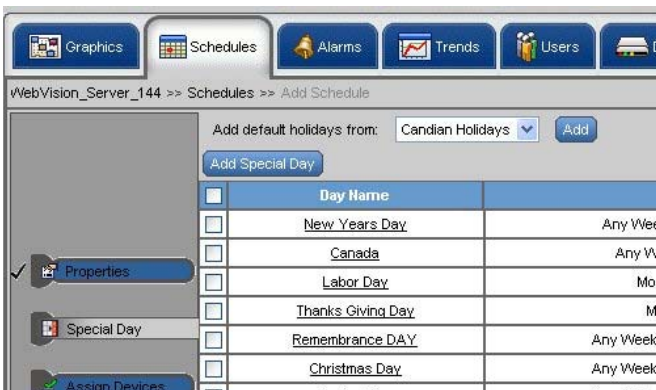 Graphics Schedules Alarms Trends Users
WebVision_Server_144 >> Schedules >> Add Schedule
Add default holidays from: Candian Holidays Add
Add Special Day
Day Name
New Years Day Any
Canada Any
Properties
Labor Day
Thanks Giving Day
Special Day
Remembrance DAY Any Week
Christmas Day Any Week
Assign Devices